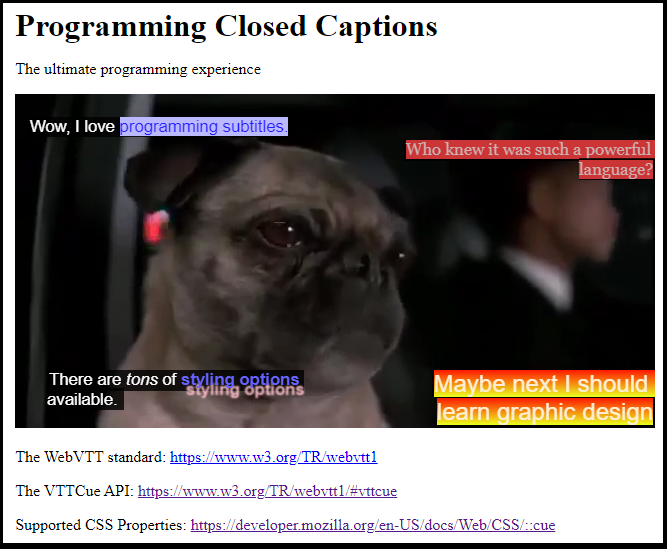 Programming Closed Captions
The ultimate programming experience
Wow, I love programming subtitles.
Who knew it was such a powerful
language?
There are tons of styling options
styling options
available.
Maybe next I should
learn graphic design
The WebVTT standard: https://www.w3.org/TR/webvtt1
The VTTCue API: https://www.w3.org/TR/webvtt1/#vttcue
Supported CSS Properties: https://developer.mozilla.org/en-US/docs/Web/CSS/::cue